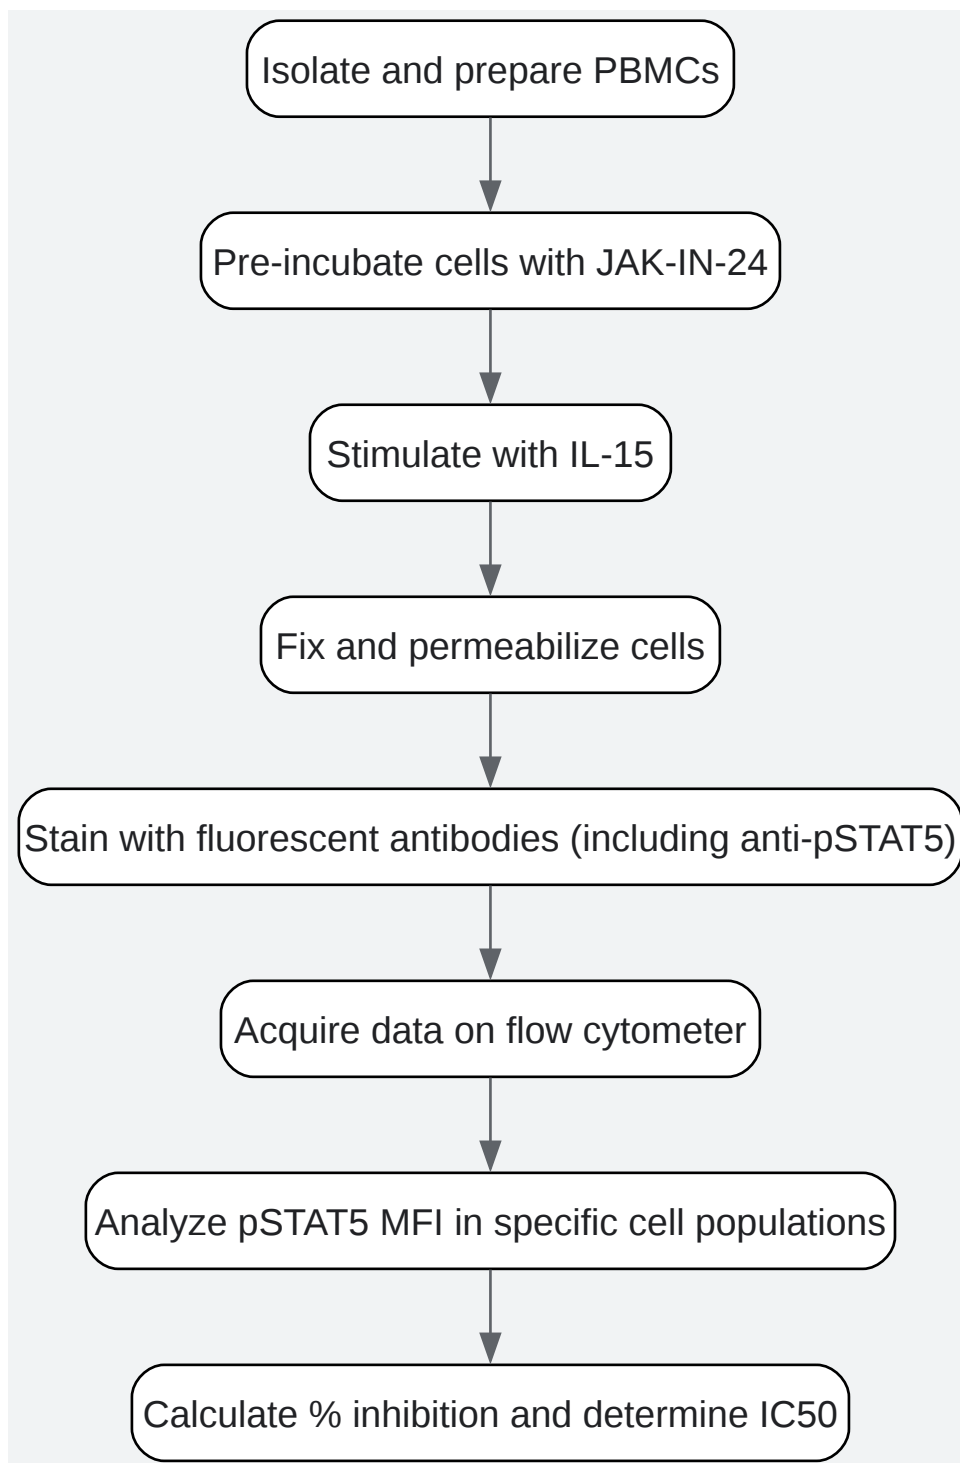 Isolate and prepare PBMCs
Pre-incubate cells with JAK-IN-24
Stimulate with IL-15
Fix and permeabilize cells
Stain with fluorescent antibodies (including anti-pSTAT5)
Acquire data on flow cytometer
Analyze pSTAT5 MFI in specific cell populations
Calculate % inhibition and determine IC50